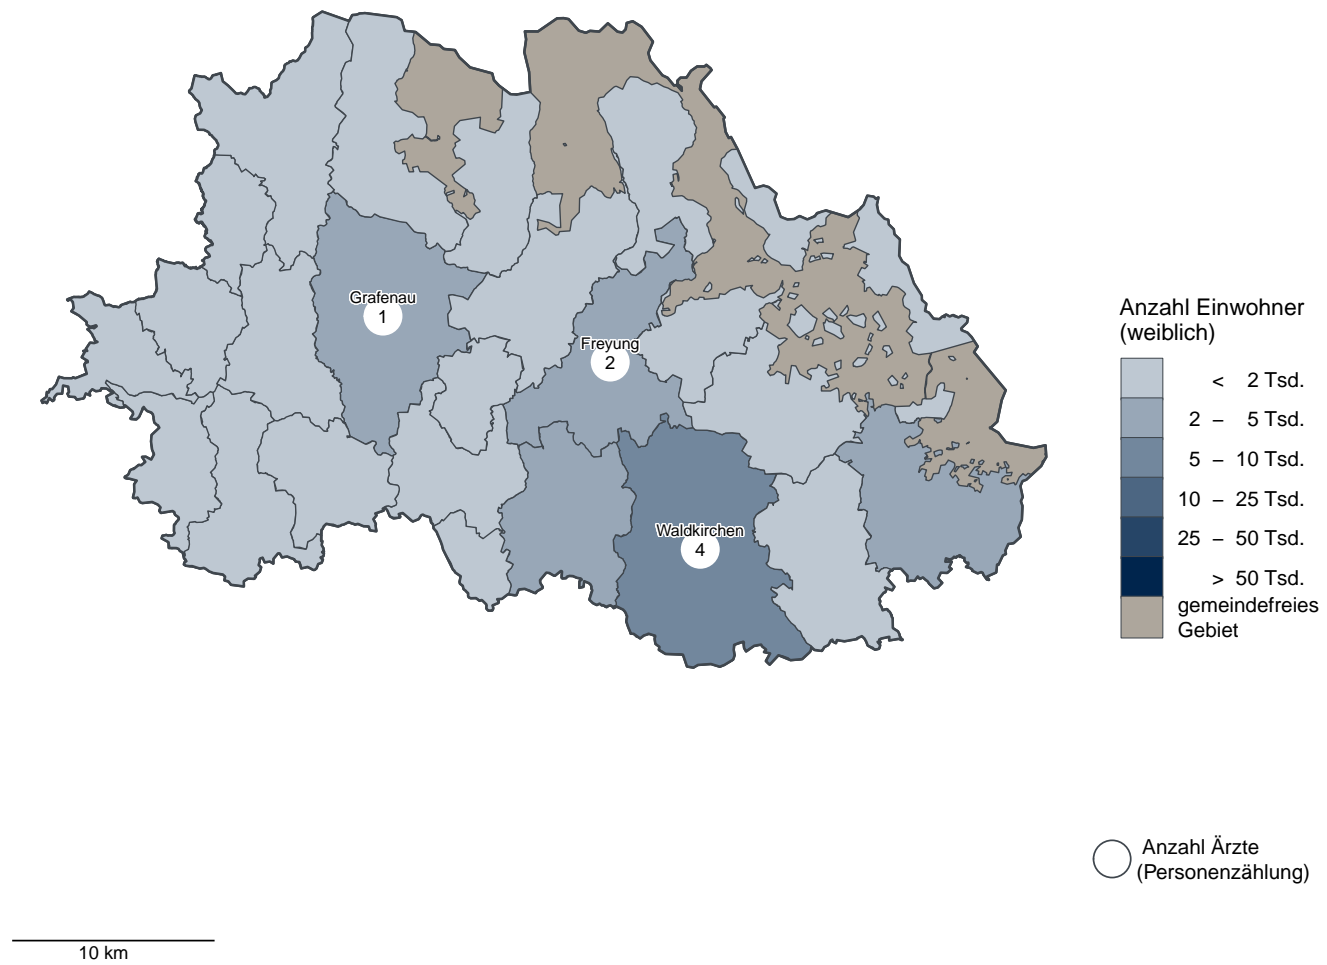 Grafenau
1
Freyung
2
Waldkirchen
4
Anzahl Einwohner
(weiblich)
< 2 Tsd.
2 – 5 Tsd.
5 – 10 Tsd.
10 – 25 Tsd.
25 – 50 Tsd.
> 50 Tsd.
gemeindefreies
Gebiet
Anzahl Ärzte
(Personenzählung)
10 km